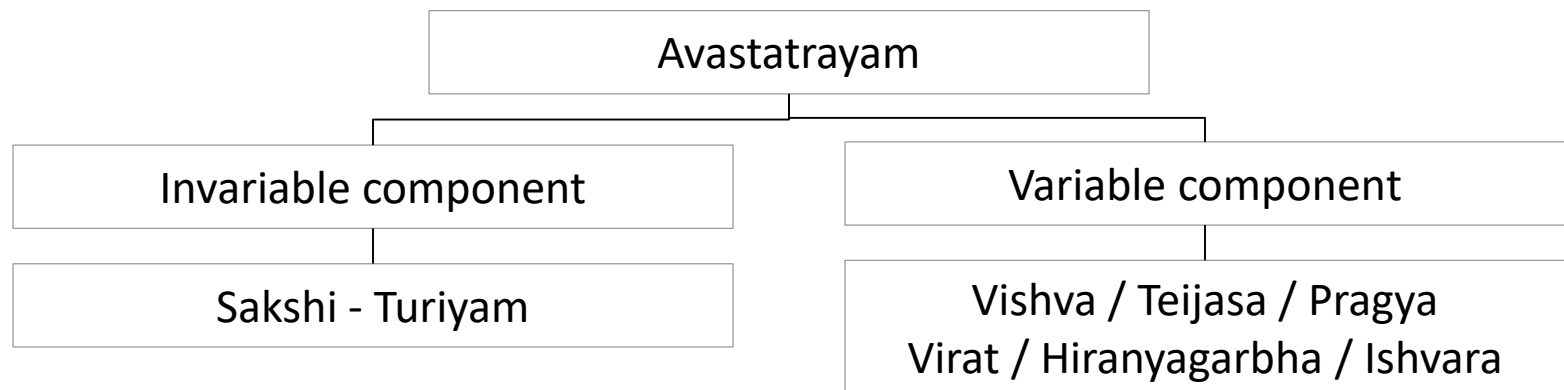 Avastatrayam
Invariable component
Variable component
Sakshi - Turiyam
Vishva / Teijasa / Pragya
Virat / Hiranyagarbha / Ishvara